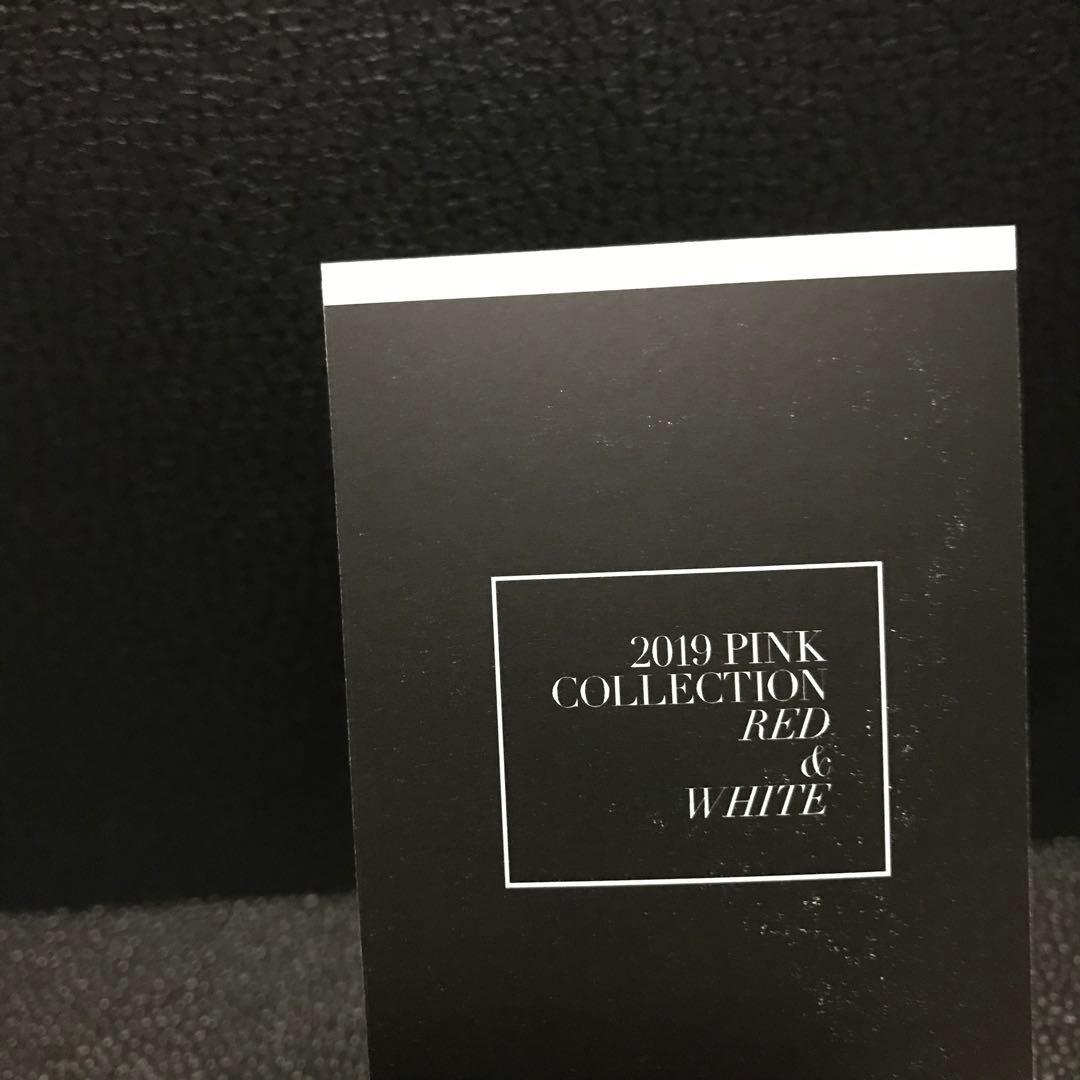 2019 PINK
COLLECTION
RED
&
WHITE